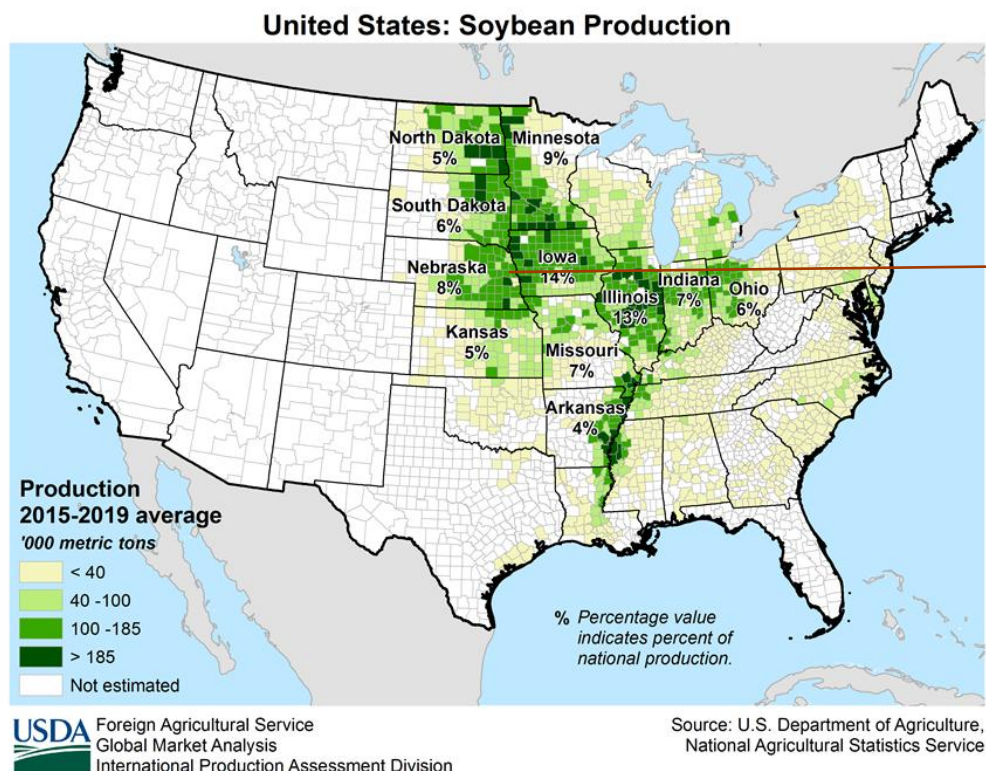 United States: Soybean Production
North Dakota
5%
Minnesota
9%
South Dakota
6%
Nebraska
8%
Iowa
14%
Illinois
13%
Indiana
7%
Ohio
6%
Kansas
5%
Missouri
7%
Arkansas
4%
Production
2015-2019 average
'000 metric tons
< 40
40 -100
100 -185
> 185
Not estimated
% Percentage value
indicates percent of
national production.
USDA
Foreign Agricultural Service
Global Market Analysis
International Production Assessment Division
Source: U.S. Department of Agriculture,
National Agricultural Statistics Service